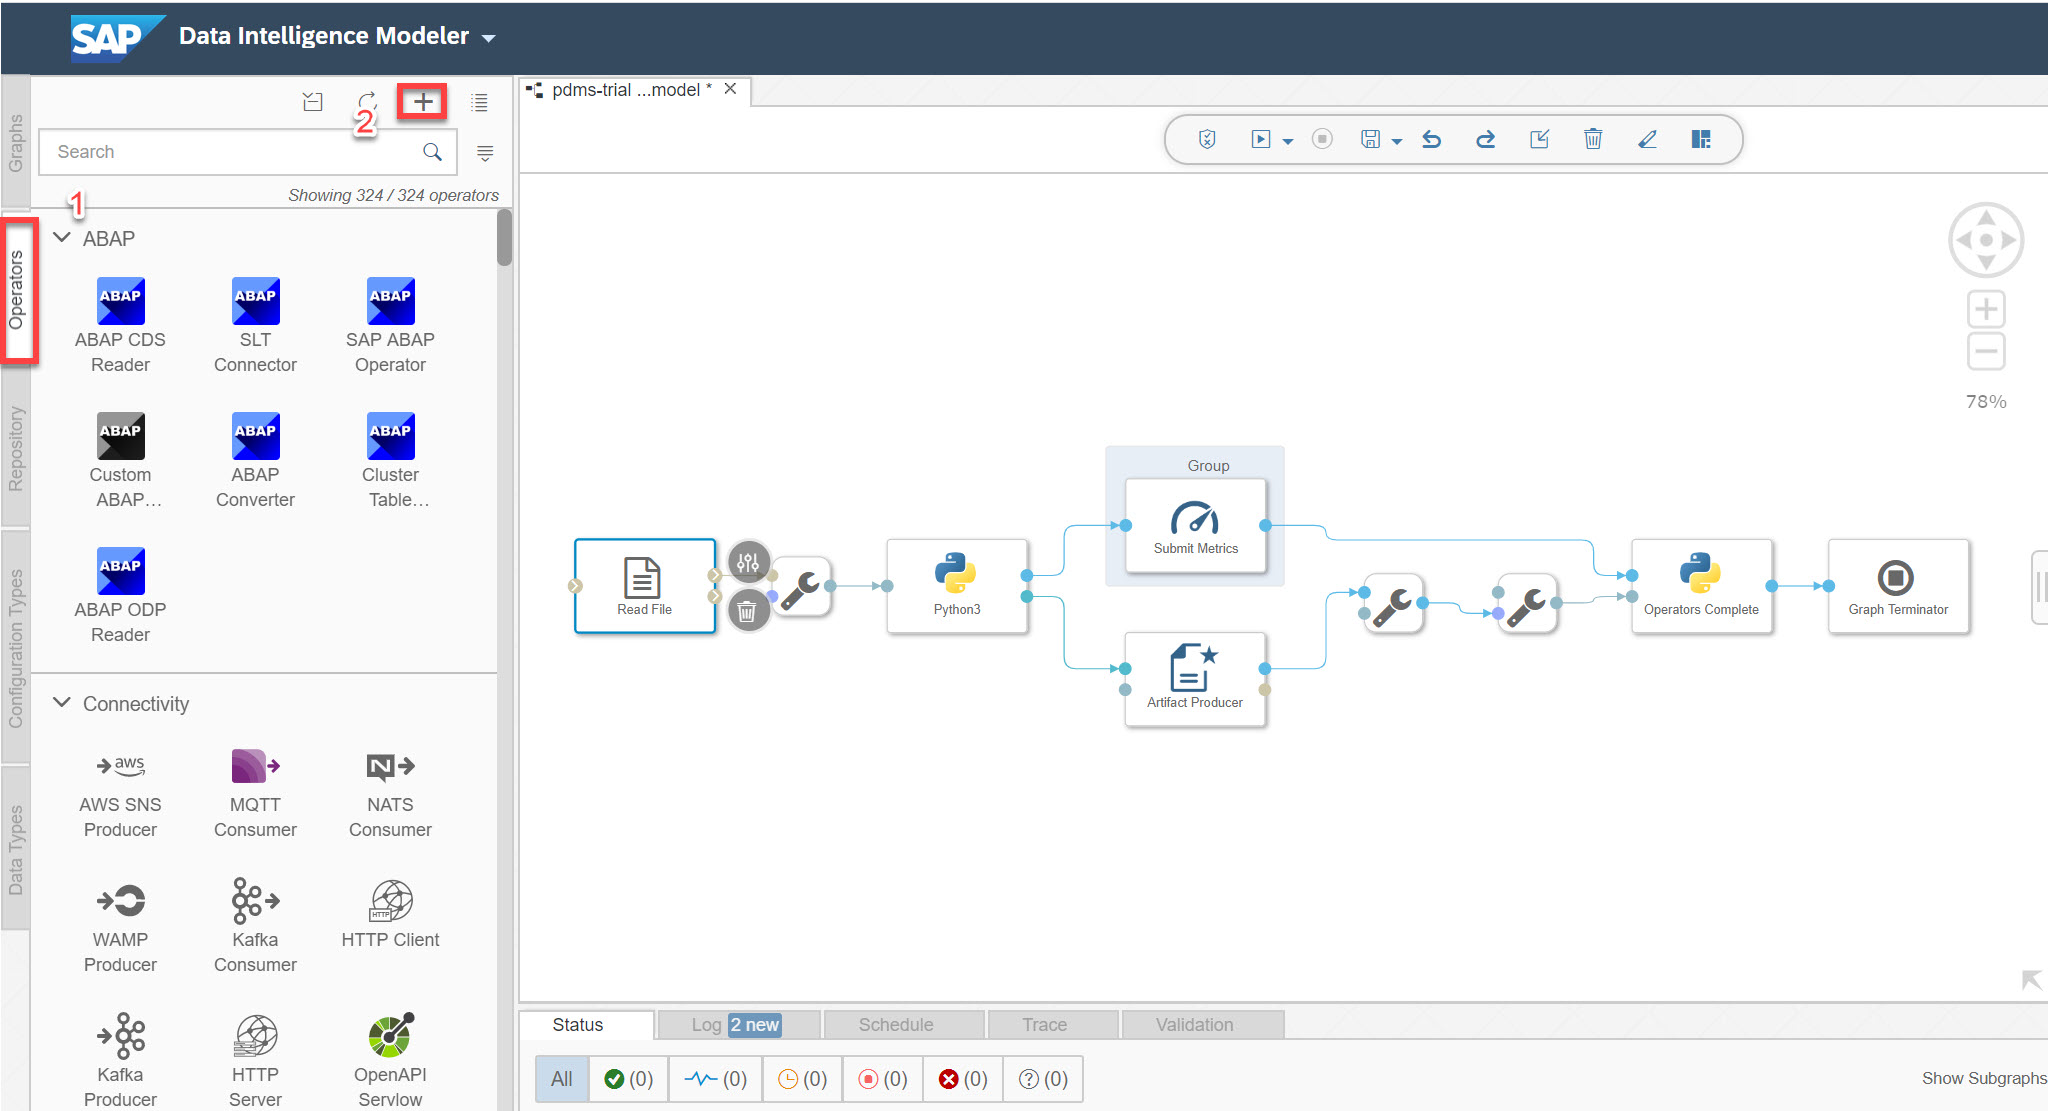 SAP Data Intelligence Modeler
Graphs
Operators
Repository
Configuration Types
Data Types
2
Search
Showing 324 / 324 operators
1
ABAP
ABAP
ABAP CDS
Reader
ABAP
SLT
Connector
ABAP
SAP ABAP
Operator
ABAP
Custom
ABAP...
ABAP
ABAP
Converter
ABAP
Cluster
Table...
ABAP
ABAP ODP
Reader
Connectivity
aws
AWS SNS
Producer
MQTT
Consumer
N
NATS
Consumer
WAMP
Producer
Kafka
Consumer
HTTP
HTTP Client
Kafka
Producer
HTTP
Server
OpenAPI
Servlow
pdms-trial ...model *
78%
Group
Submit Metrics
Read File
Python3
Artifact Producer
Operators Complete
Graph Terminator
Status
Log 2 new
Schedule
Trace
Validation
All
(0)
(0)
(0)
(0)
(0)
(0)
Show Subgraphs